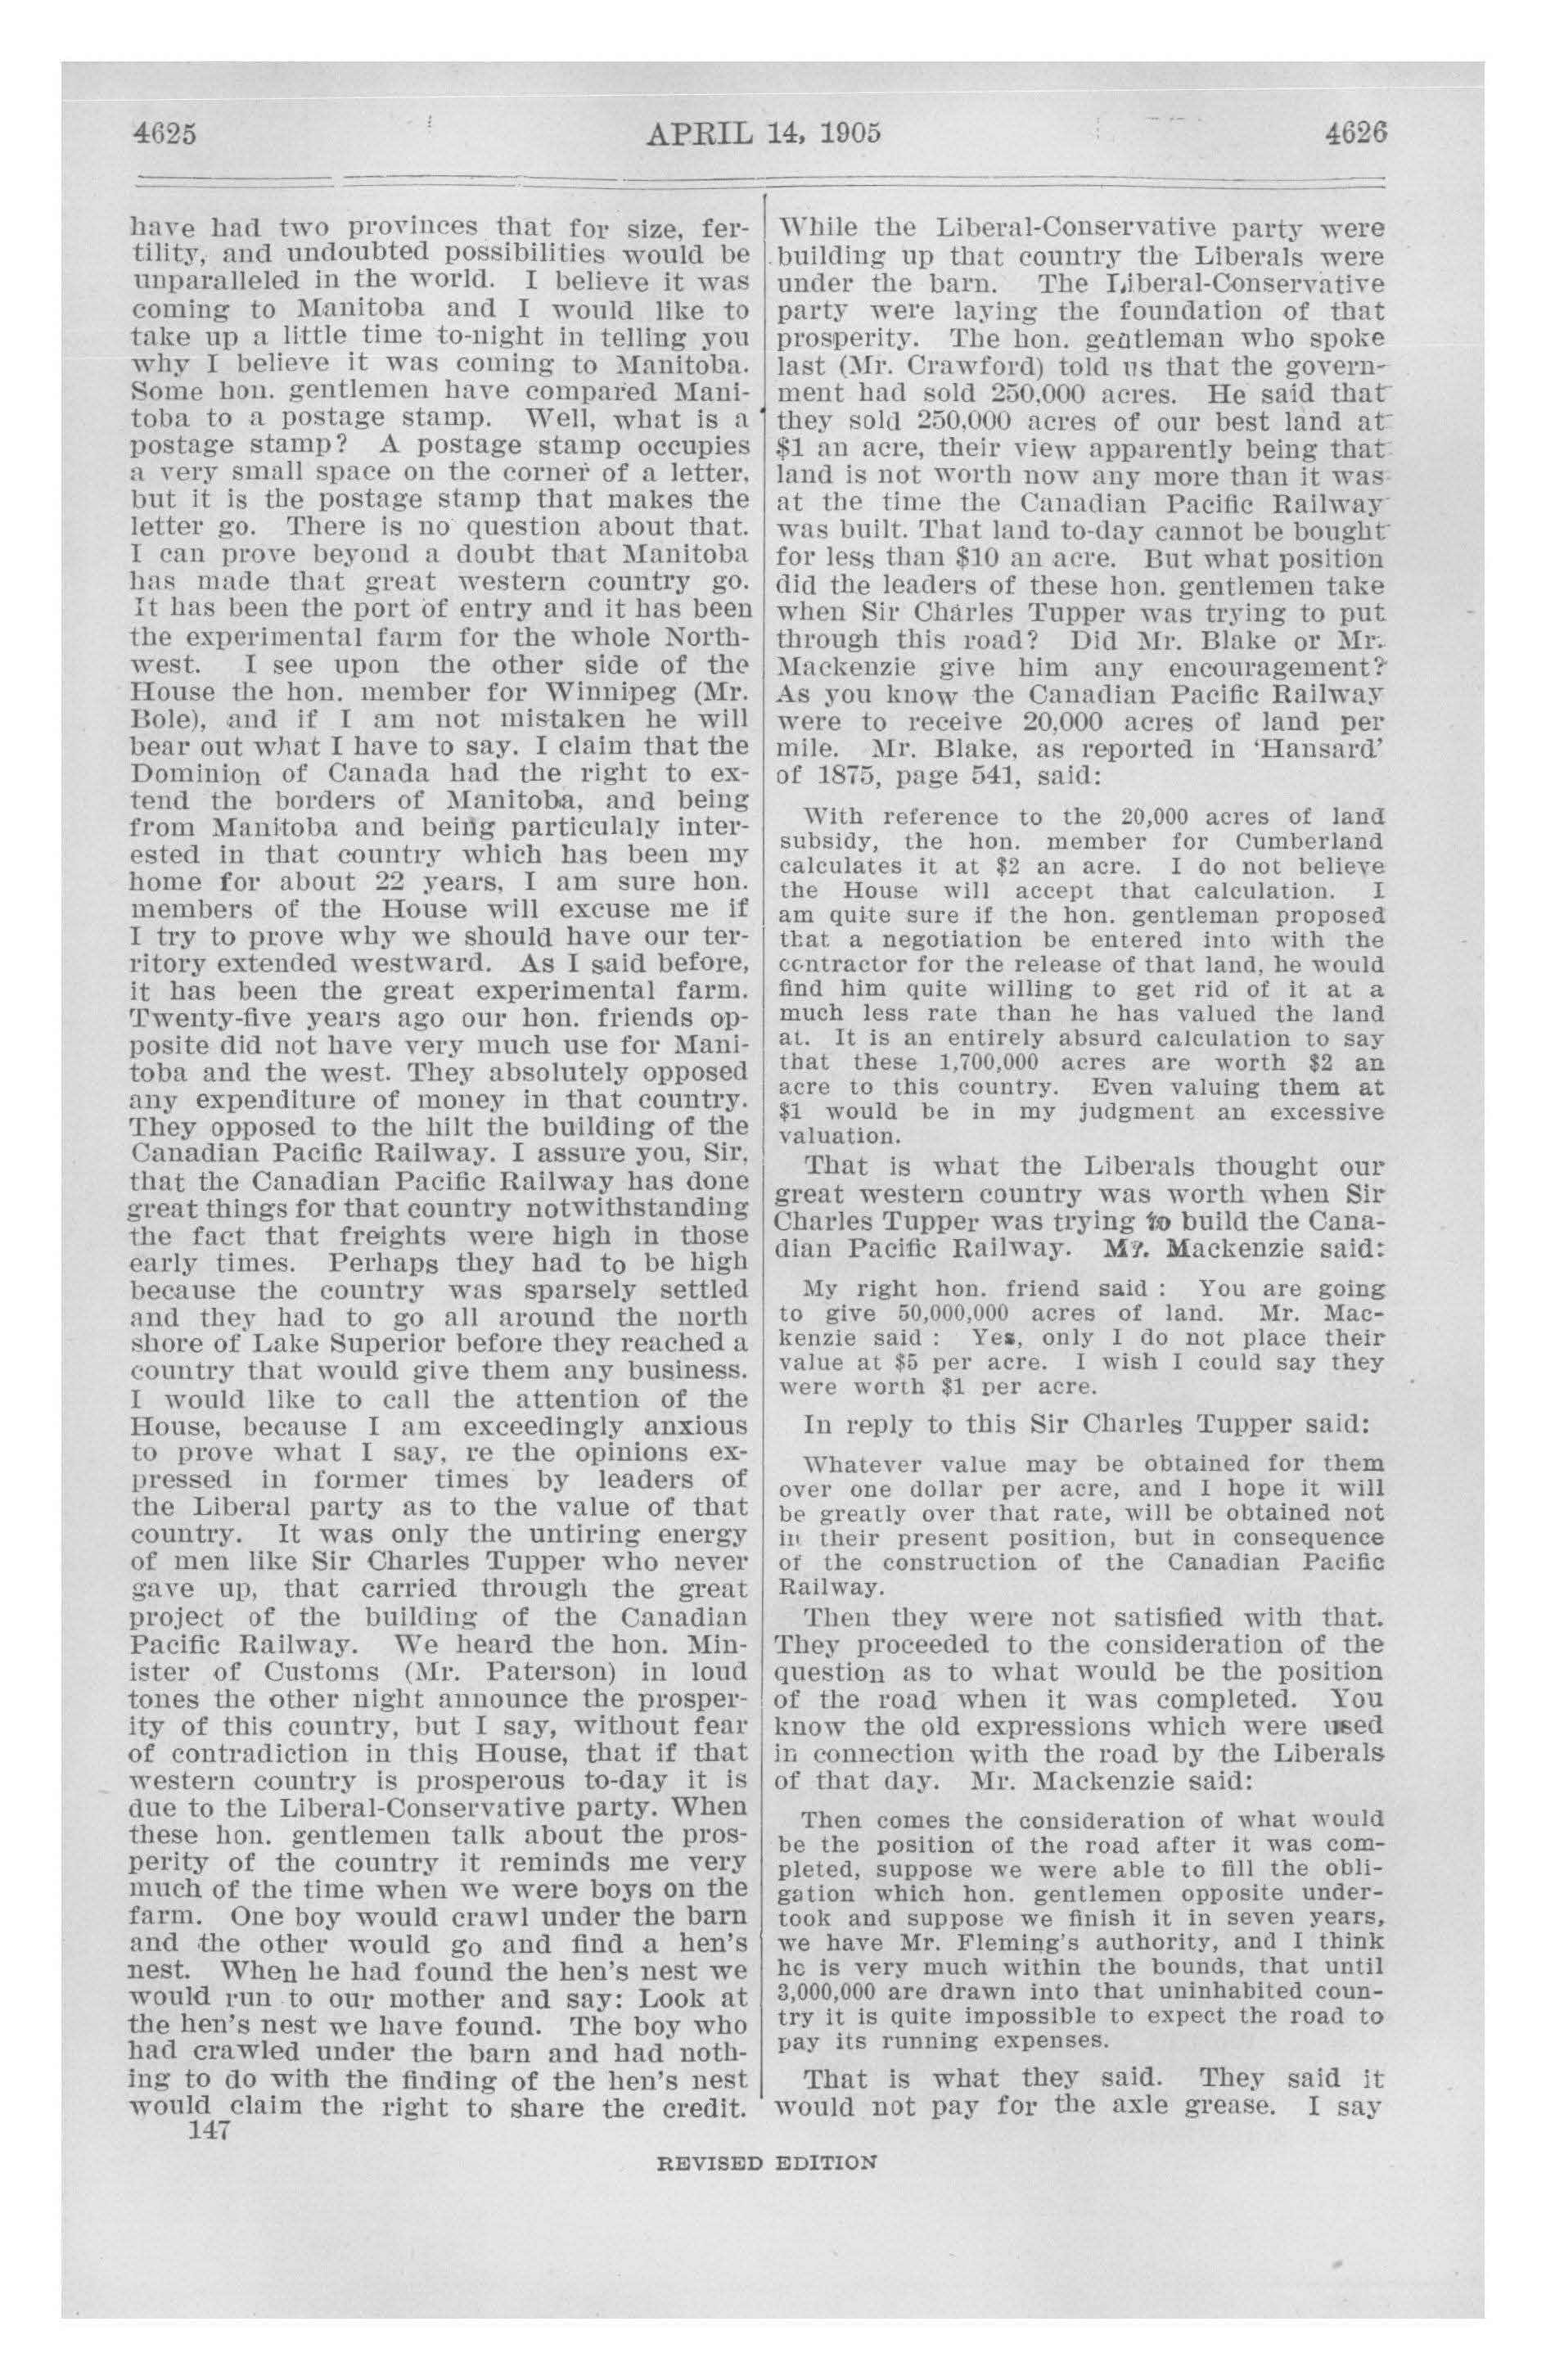 4625
APRIL 14, 1905
4626
have had two provinces that for size, fer-
tility, and undoubted possibilities would be
unparalleled in the world. I believe it was
coming to Manitoba and I would like to
take up a little time to-night in telling you
why I believe it was coming to Manitoba.
Some hon. gentlemen have compared Mani-
toba to a postage stamp. Well, what is a
postage stamp? A postage stamp occupies
a very small space on the corner of a letter,
but it is the postage stamp that makes the
letter go. There is no question about that.
I can prove beyond a doubt that Manitoba
has made that great western country go.
It has been the port of entry and it has been
the experimental farm for the whole North-
west. I see upon the other side of the
House the hon. member for Winnipeg (Mr.
Bole), and if I am not mistaken he will
bear out what I have to say. I claim that the
Dominion of Canada had the right to ex-
tend the borders of Manitoba, and being
from Manitoba and being particulaly inter-
ested in that country which has been my
home for about 22 years, I am sure hon.
members of the House will excuse me if
I try to prove why we should have our ter-
ritory extended westward. As I said before,
it has been the great experimental farm.
Twenty-five years ago our hon. friends op-
posite did not have very much use for Mani-
toba and the west. They absolutely opposed
any expenditure of money in that country.
They opposed to the hilt the building of the
Canadian Pacific Railway. I assure you, Sir,
that the Canadian Pacific Railway has done
great things for that country notwithstanding
the fact that freights were high in those
early times. Perhaps they had to be high
because the country was sparsely settled
and they had to go all around the north
shore of Lake Superior before they reached a
country that would give them any business.
I would like to call the attention of the
House, because I am exceedingly anxious
to prove what I say, re the opinions ex-
pressed in former times by leaders of
the Liberal party as to the value of that
country. It was only the untiring energy
of men like Sir Charles Tupper who never
gave up, that carried through the great
project of the building of the Canadian
Pacific Railway. We heard the hon. Min-
ister of Customs (Mr. Paterson) in loud
tones the other night announce the prosper-
ity of this country, but I say, without fear
of contradiction in this House, that if that
western country is prosperous to-day it is
due to the Liberal-Conservative party. When
these hon. gentlemen talk about the pros-
perity of the country it reminds me very
much of the time when we were boys on the
farm. One boy would crawl under the barn
and the other would go and find a hen's
nest. When he had found the hen's nest we
would run to our mother and say: Look at
the hen's nest we have found. The boy who
had crawled under the barn and had noth-
ing to do with the finding of the hen's nest
would claim the right to share the credit.
147
While the Liberal-Conservative party were
building up that country the Liberals were
under the barn. The Liberal-Conservative
party were laying the foundation of that
prosperity. The hon. gentleman who spoke
last (Mr. Crawford) told us that the govern-
ment had sold 250,000 acres. He said that
they sold 250,000 acres of our best land at
$1 an acre, their view apparently being that
land is not worth now any more than it was
at the time the Canadian Pacific Railway
was built. That land to-day cannot be bought
for less than $10 an acre. But what position
did the leaders of these hon. gentlemen take
when Sir Charles Tupper was trying to put
through this road? Did Mr. Blake or Mr.
Mackenzie give him any encouragement?
As you know the Canadian Pacific Railway
were to receive 20,000 acres of land per
mile. Mr. Blake, as reported in 'Hansard'
of 1875, page 541, said:
With reference to the 20,000 acres of land
subsidy, the hon. member for Cumberland
calculates it at $2 an acre. I do not believe
the House will accept that calculation. I
am quite sure if the hon. gentleman proposed
that a negotiation be entered into with the
contractor for the release of that land, he would
find him quite willing to get rid of it at a
much less rate than he has valued the land
at. It is an entirely absurd calculation to say
that these 1,700,000 acres are worth $2 an
acre to this country. Even valuing them at
$1 would be in my judgment an excessive
valuation.
That is what the Liberals thought our
great western country was worth when Sir
Charles Tupper was trying to build the Cana-
dian Pacific Railway. Mr. Mackenzie said:
My right hon. friend said : You are going
to give 50,000,000 acres of land. Mr. Mac-
kenzie said : Yes, only I do not place their
value at $5 per acre. I wish I could say they
were worth $1 per acre.
In reply to this Sir Charles Tupper said:
Whatever value may be obtained for them
over one dollar per acre, and I hope it will
be greatly over that rate, will be obtained not
in their present position, but in consequence
of the construction of the Canadian Pacific
Railway.
Then they were not satisfied with that.
They proceeded to the consideration of the
question as to what would be the position
of the road when it was completed. You
know the old expressions which were used
in connection with the road by the Liberals
of that day. Mr. Mackenzie said:
Then comes the consideration of what would
be the position of the road after it was com-
pleted, suppose we were able to fill the obli-
gation which hon. gentlemen opposite under-
took and suppose we finish it in seven years,
we have Mr. Fleming's authority, and I think
he is very much within the bounds, that until
3,000,000 are drawn into that uninhabited coun-
try it is quite impossible to expect the road to
pay its running expenses.
That is what they said. They said it
would not pay for the axle grease. I say
REVISED EDITION